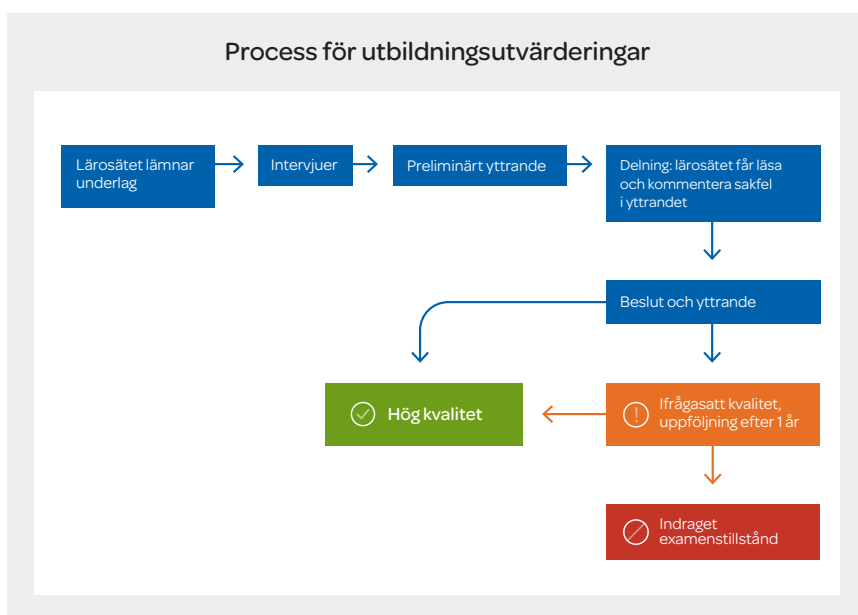 Process för utbildningsutvärderingar
Lärosätet lämnar
underlag
Intervjuer
Preliminärt yttrande
Delning: lärosätet får läsa
och kommentera sakfel
i yttrandet
Beslut och yttrande
Hög kvalitet
Ifrågasatt kvalitet,
uppföljning efter 1 år
Indraget
examenstillstånd